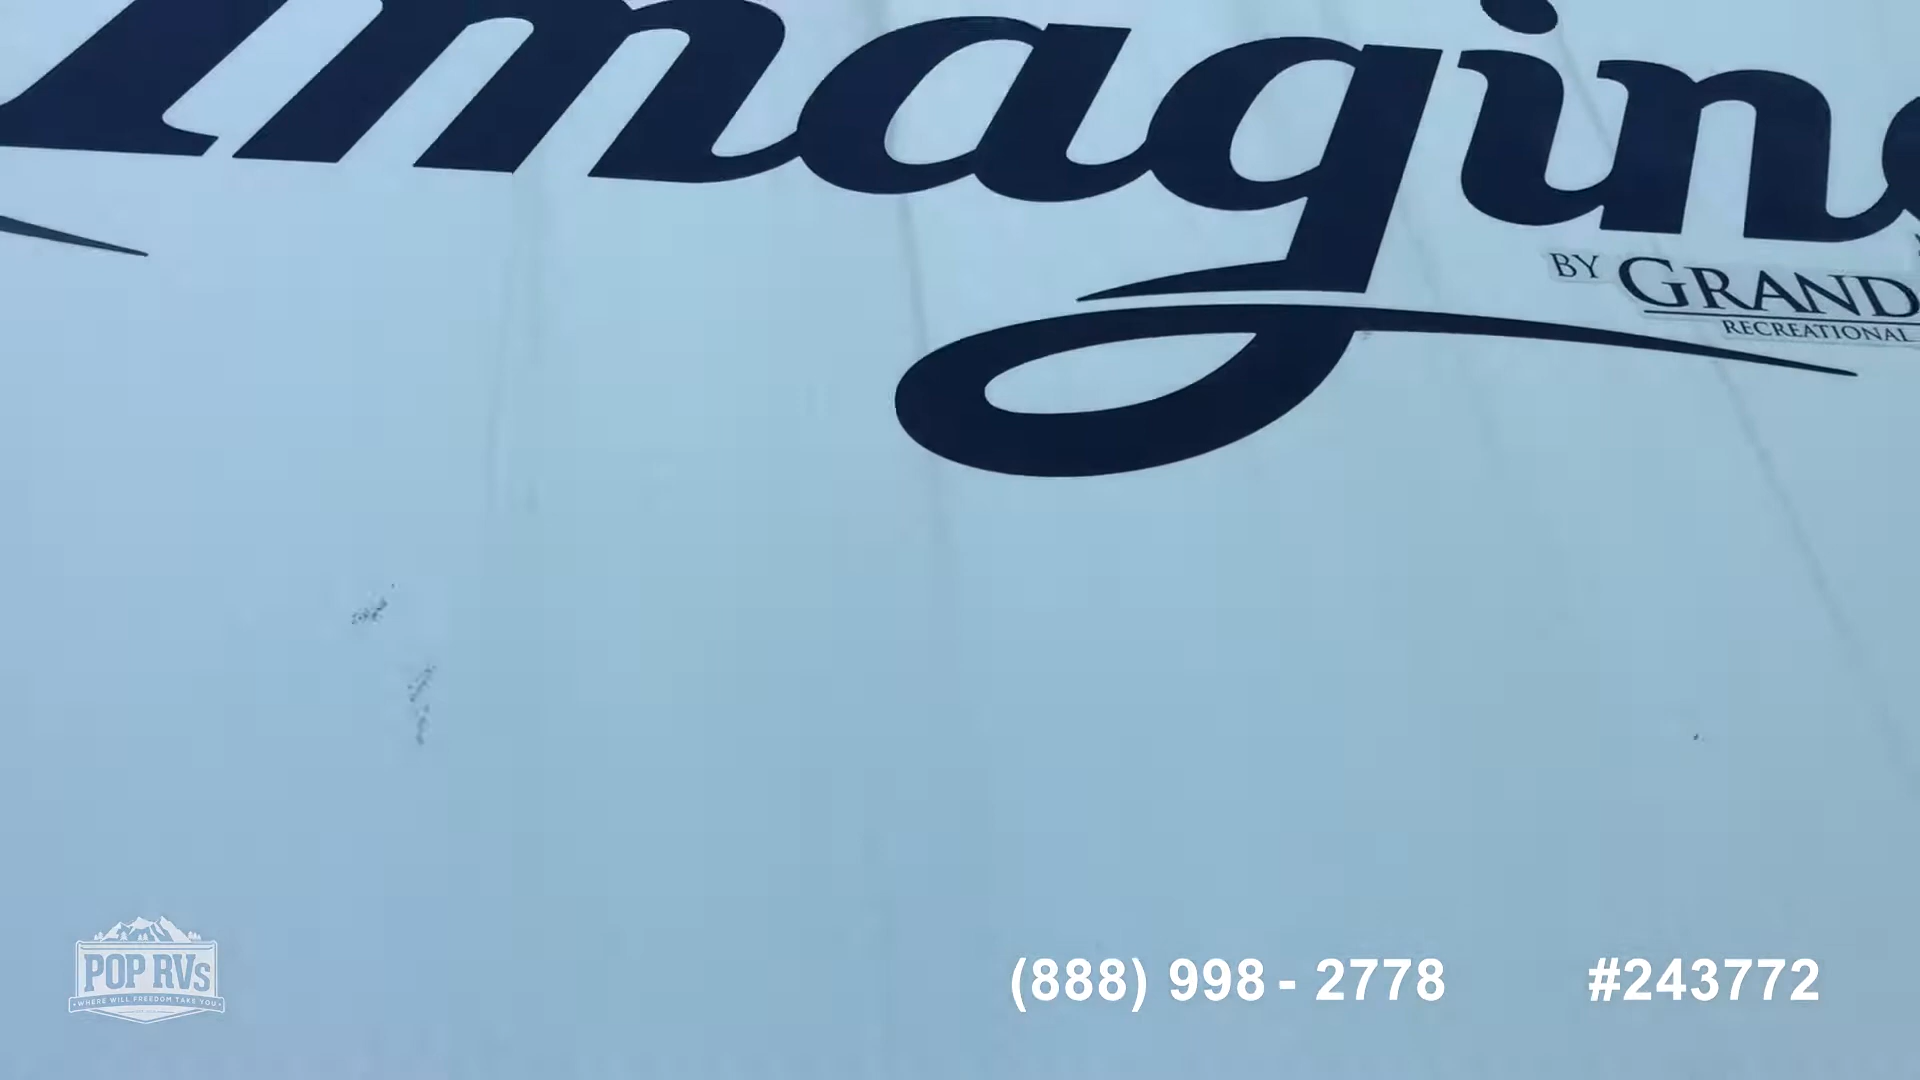 Imagin
BY GRAND
RECREATIONAL
POP RVs
WHERE WILL FREEDOM TAKE YOU
(888) 998 - 2778
#243772